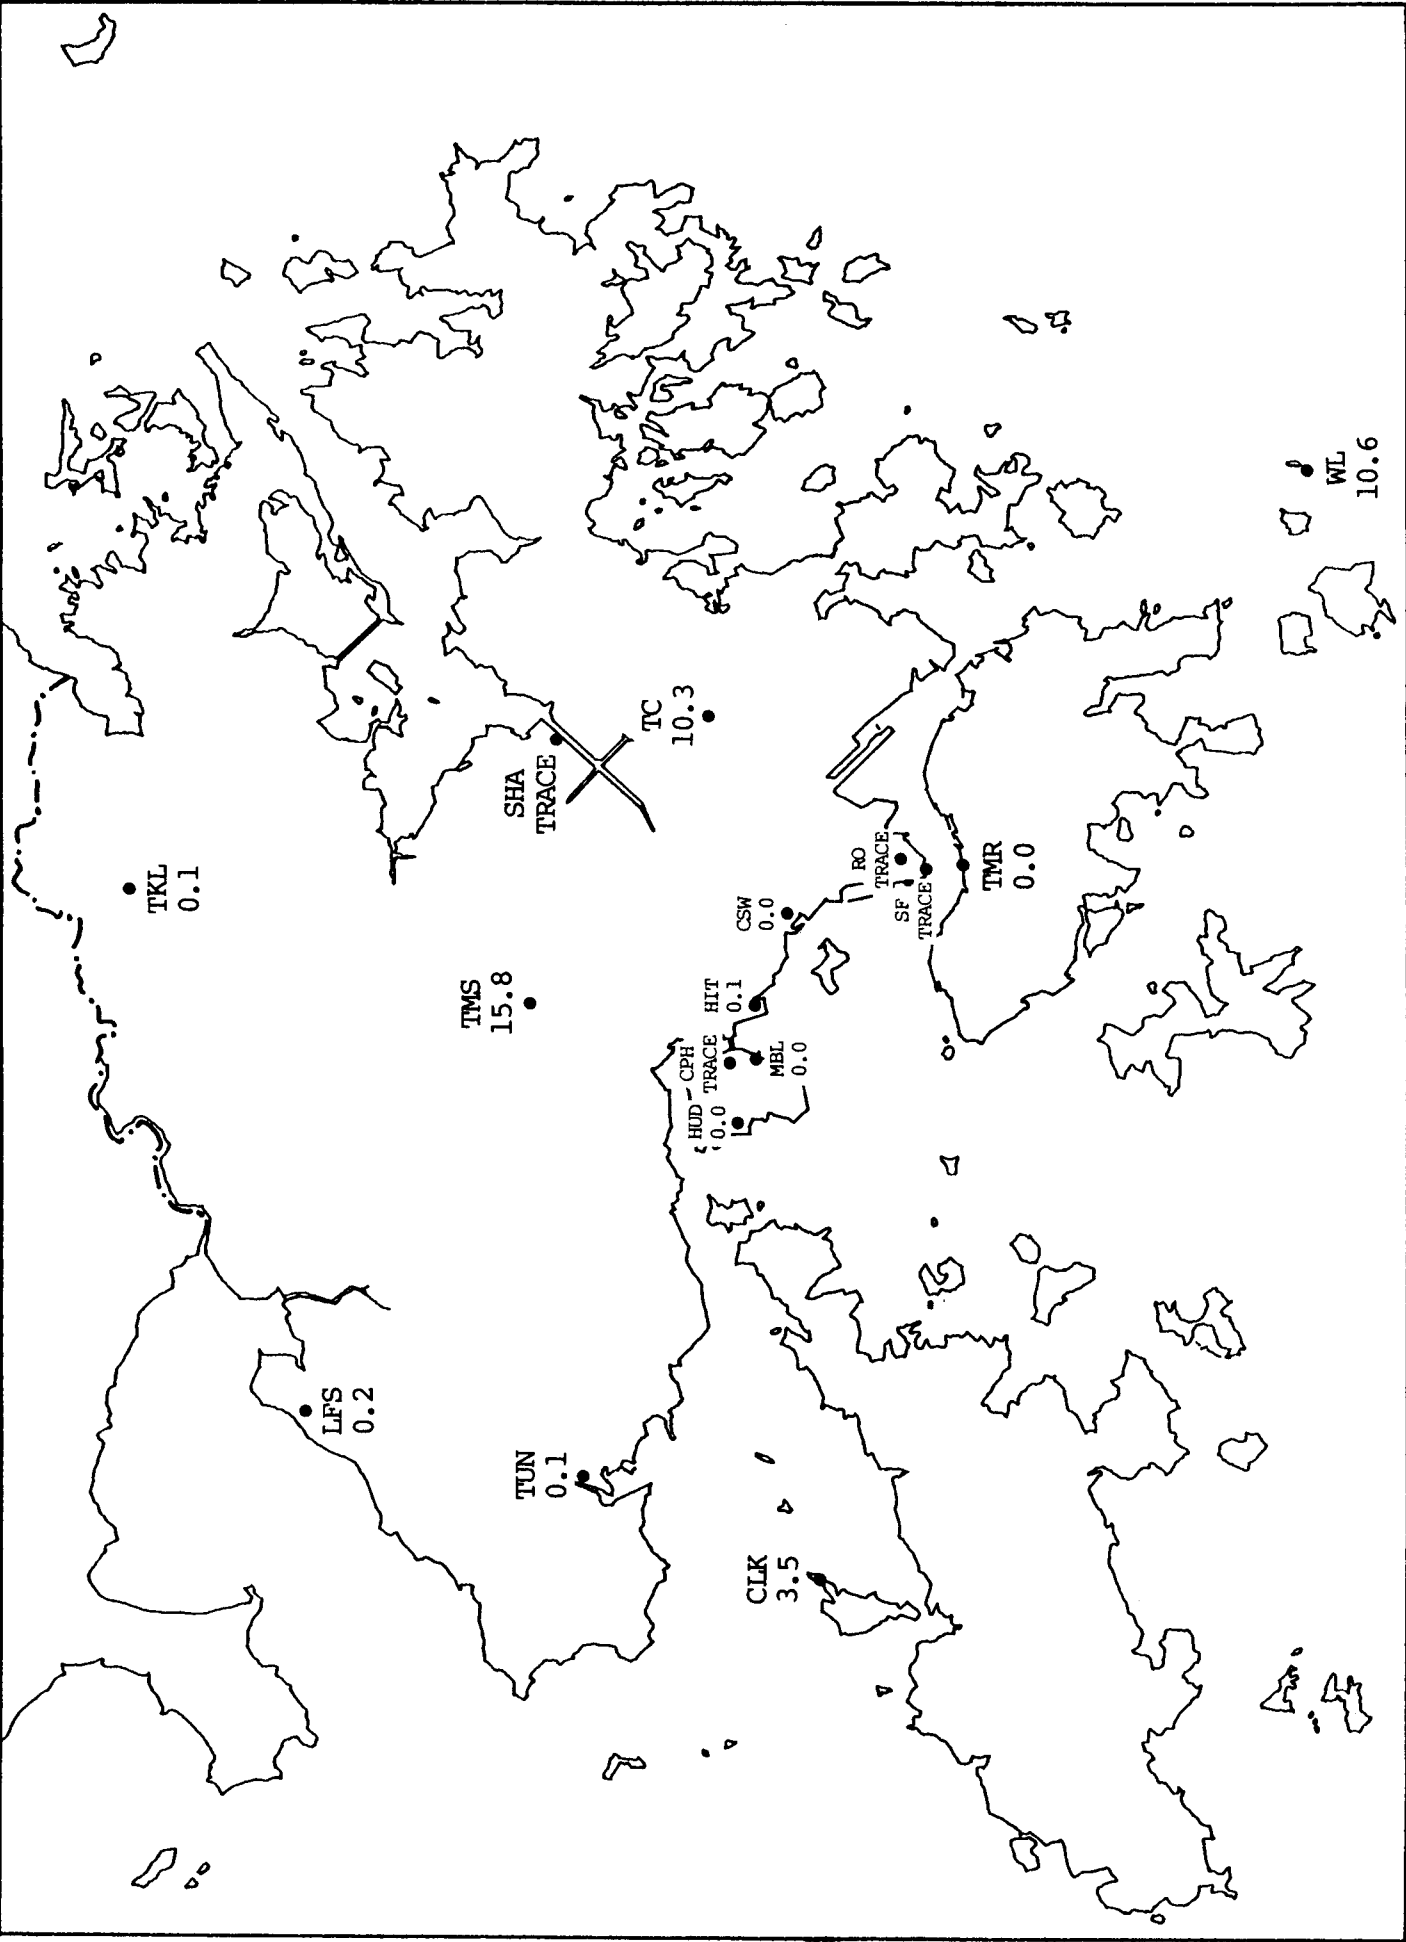 TKL
0.1
LFS
0.2
TMS
15.8
SHA
TRACE
TUN
0.1
TC
10.3
HUD
0.0
CPH
TRACE
HIT
0.1
CSW
0.0
MBL
0.0
CLK
3.5
RO
TRACE
SF
TRACE
TMR
0.0
WL
10.6